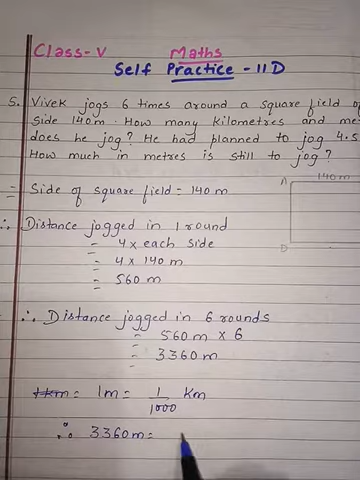 Class-V Maths
Self Practice - 11D
5. Vivek jogs 6 times around a square field of
side 140m. How many kilometres and me
does he jog? He had planned to jog 4.5
How much in metres is still to jog?
= Side of square field = 140 m
140 m
A
D
∴ Distance jogged in 1 round
= 4 × each side
= 4 × 140 m
= 560 m
∴ Distance jogged in 6 rounds
= 560 m × 6
= 3360 m
1km = 1m = 1/1000 Km
∴ 3360m =